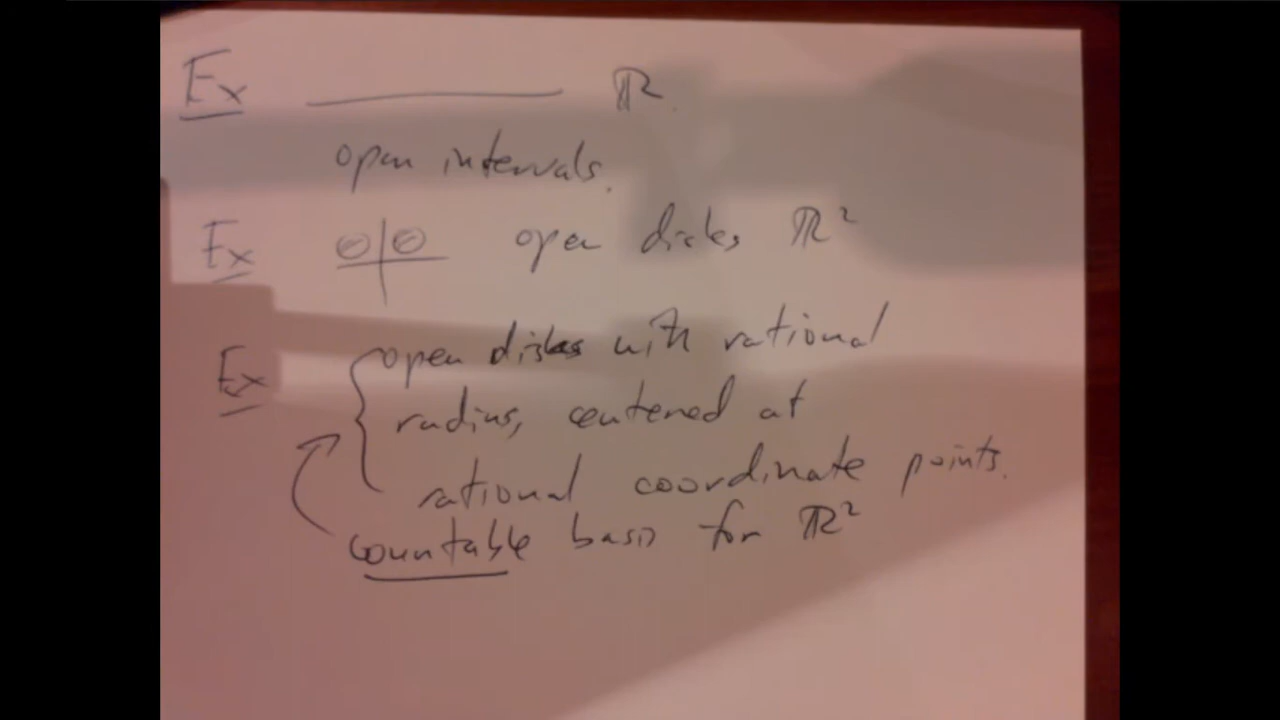 Ex ℝ
open intervals.
Ex open disks ℝ²
Ex open disks with rational
radius, centered at
rational coordinate points.
countable basis for ℝ²